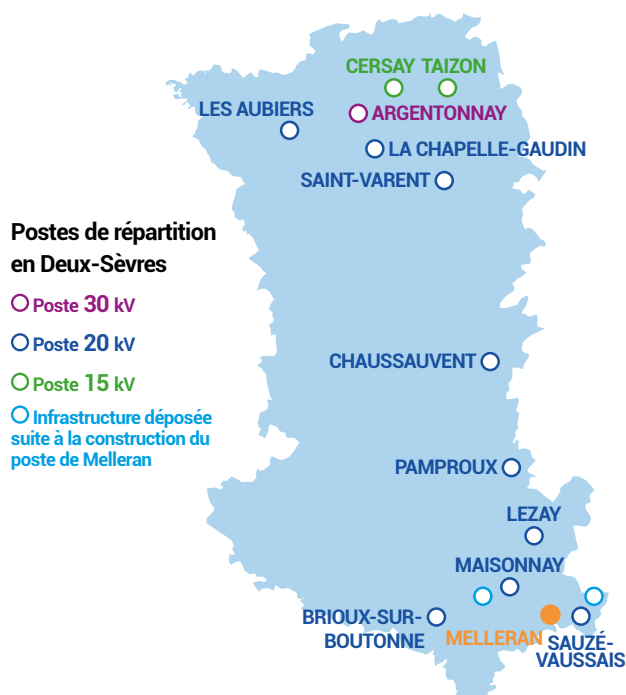 CERSAY TAIZON
LES AUBIERS
ARGENTONNAY
LA CHAPELLE-GAUDIN
SAINT-VARENT
Postes de répartition
en Deux-Sèvres
Poste 30 kV
Poste 20 kV
Poste 15 kV
Infrastructure déposée
suite à la construction du
poste de Melleran
CHAUSSAUVENT
PAMPROUX
LEZAY
MAISONNAY
BRIOUX-SUR-
BOUTONNE
MELLERAN
SAUZÉ-
VAUSSAIS